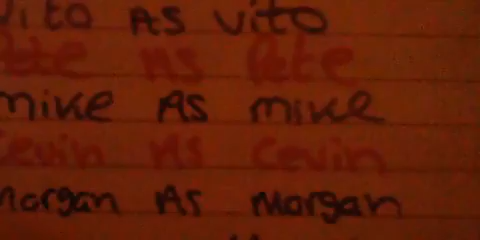 Vito As Vito
Pete As Pete
mike As mike
Cevin As Cevin
Morgan As Morgan